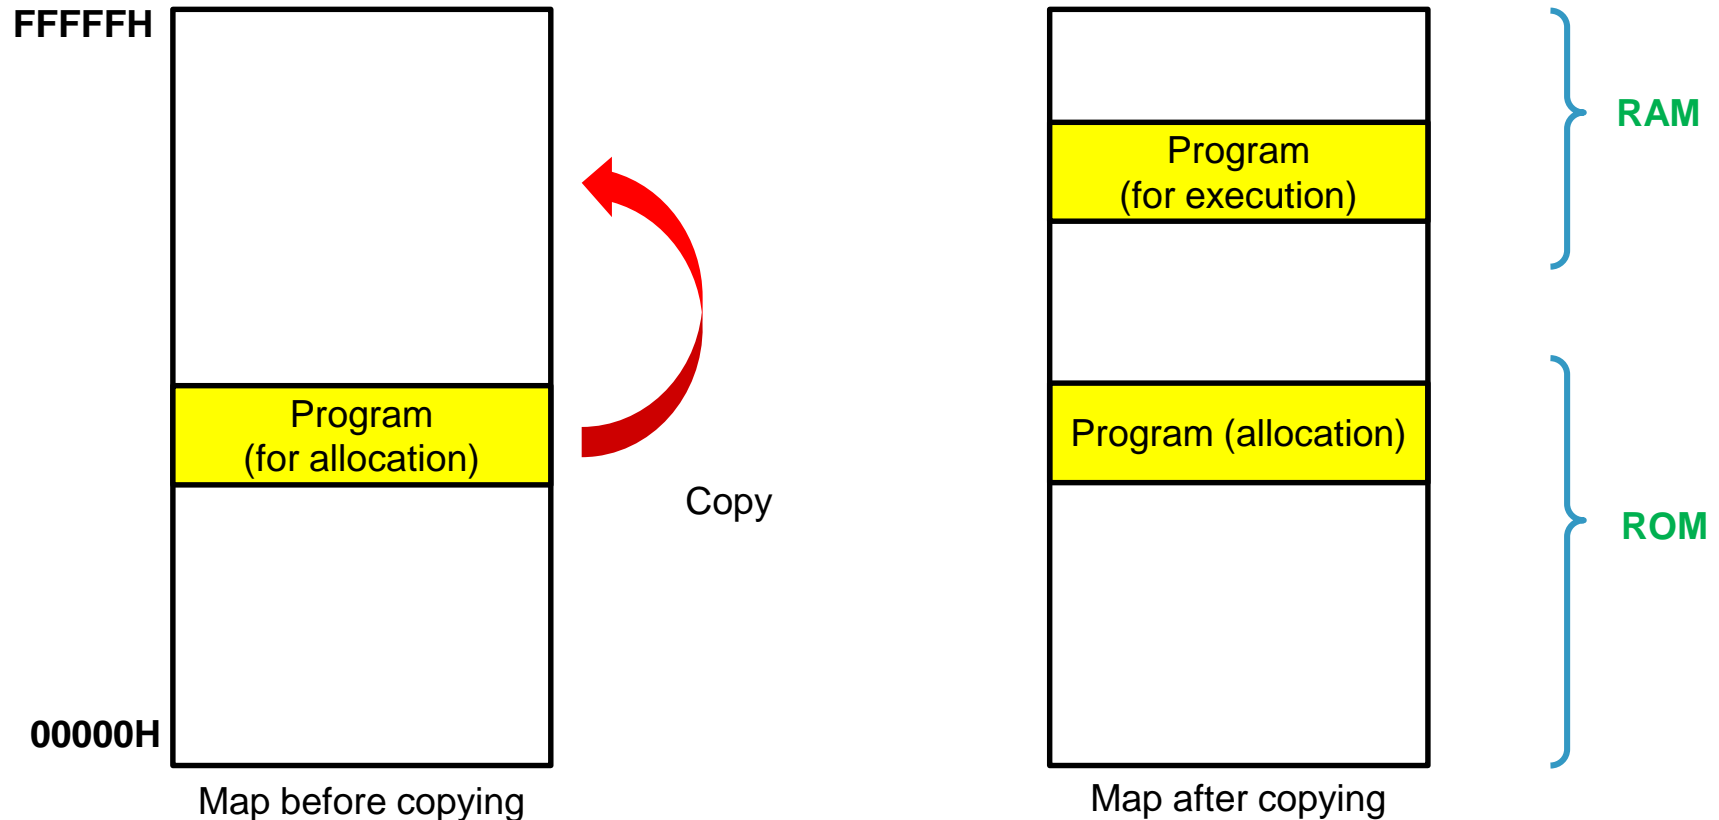 FFFFFH
Program
(for allocation)
00000H
Map before copying
Copy
Program
(for execution)
Program (allocation)
Map after copying
RAM
ROM